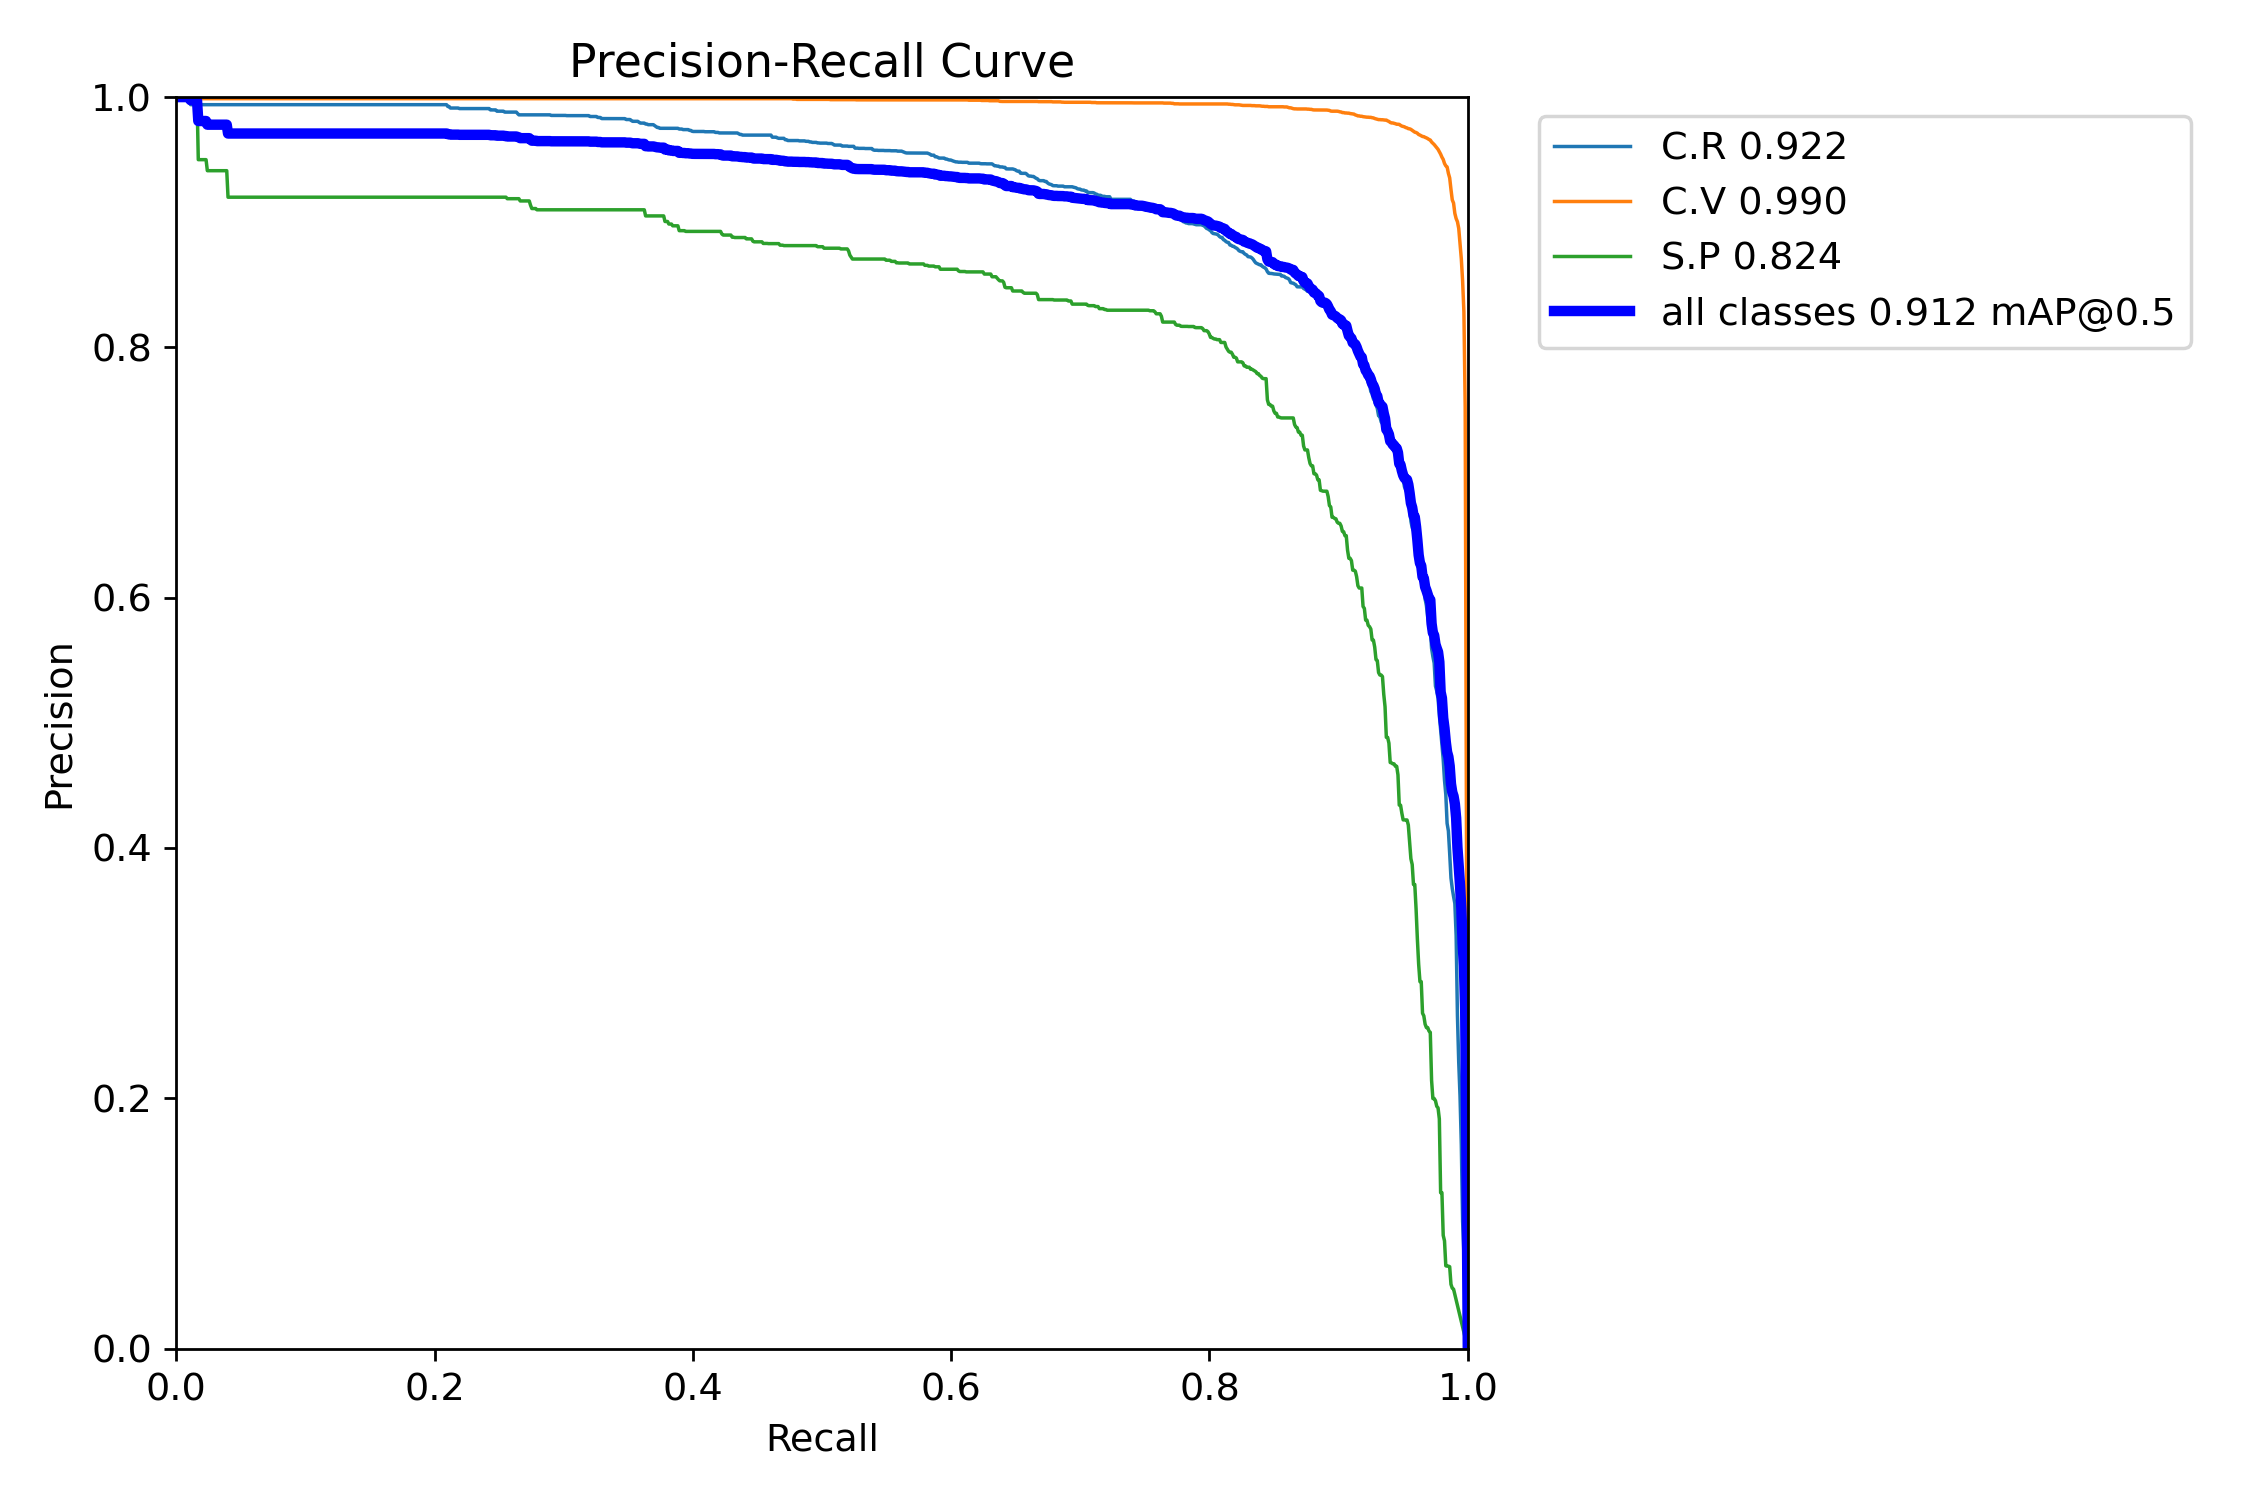 Precision-Recall Curve
C.R 0.922
C.V 0.990
S.P 0.824
all classes 0.912 mAP@0.5
Precision
1.0
0.8
0.6
0.4
0.2
0.0
0.0 0.2 0.4 0.6 0.8 1.0
Recall